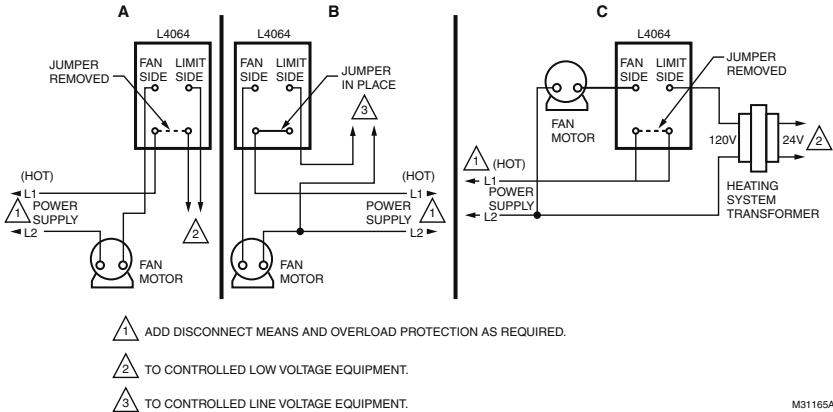 A
L4064
JUMPER
REMOVED
FAN
SIDE
LIMIT
SIDE
(HOT)
L1
1
POWER
SUPPLY
L2
2
FAN
MOTOR
B
L4064
FAN
SIDE
LIMIT
SIDE
JUMPER
IN PLACE
3
L1
POWER
SUPPLY
1
L2
FAN
MOTOR
C
L4064
FAN
SIDE
LIMIT
SIDE
JUMPER
REMOVED
FAN
MOTOR
120V
24V
2
1
(HOT)
L1
POWER
SUPPLY
L2
HEATING
SYSTEM
TRANSFORMER
1 ADD DISCONNECT MEANS AND OVERLOAD PROTECTION AS REQUIRED.
2 TO CONTROLLED LOW VOLTAGE EQUIPMENT.
3 TO CONTROLLED LINE VOLTAGE EQUIPMENT.
M31165A